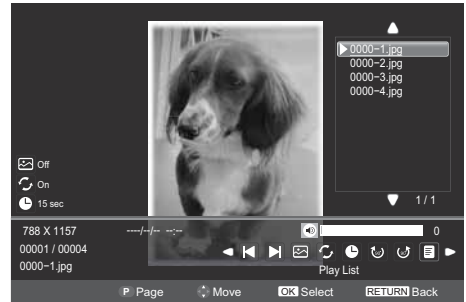 0000-1.jpg
0000-2.jpg
0000-3.jpg
0000-4.jpg
Off
On
15 sec
1 / 1
788 X 1157 ----/--/-- --:-- 0
00001 / 00004
0000-1.jpg
Play List
P Page Move OK Select RETURN Back